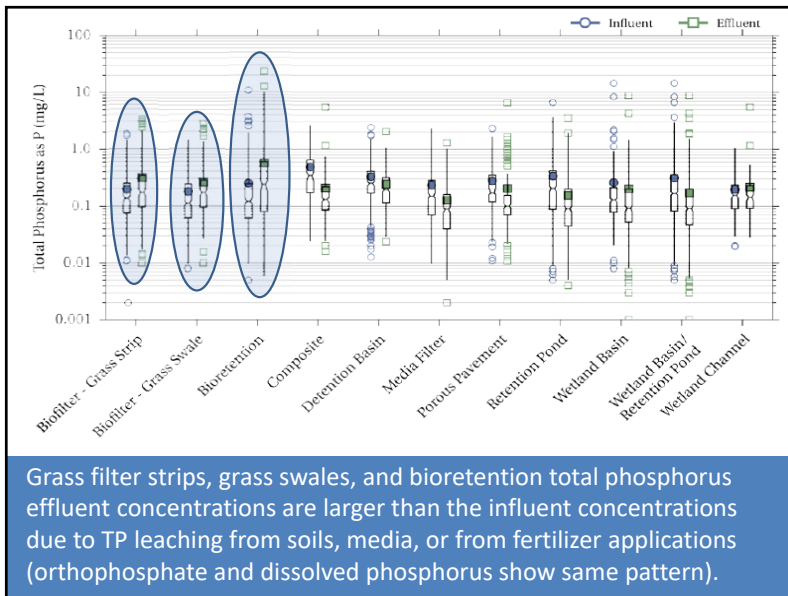 Influent Effluent
100
10
1.0
0.1
0.01
0.001
Total Phosphorus as P (mg/L)
Biofilter - Grass Strip
Biofilter - Grass Swale
Bioretention
Composite
Detention Basin
Media Filter
Porous Pavement
Retention Pond
Wetland Basin
Wetland Basin/
Retention Pond
Wetland Channel
Grass filter strips, grass swales, and bioretention total phosphorus
effluent concentrations are larger than the influent concentrations
due to TP leaching from soils, media, or from fertilizer applications
(orthophosphate and dissolved phosphorus show same pattern).